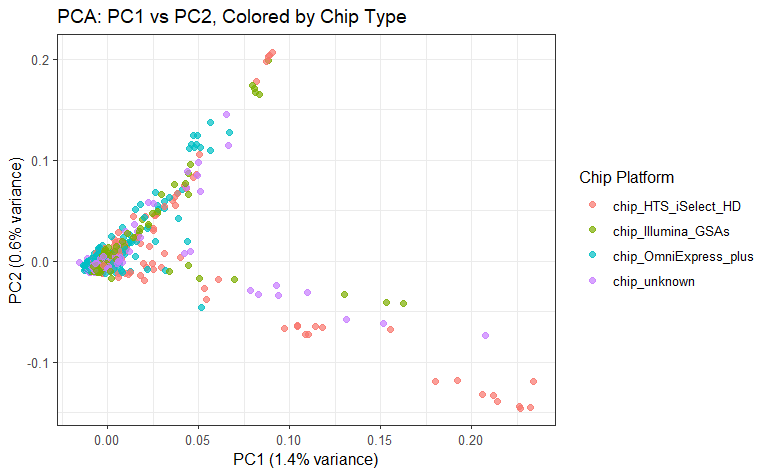 PCA: PC1 vs PC2, Colored by Chip Type
0.2
0.1
0.0
-0.1
PC2 (0.6% variance)
0.00 0.05 0.10 0.15 0.20
PC1 (1.4% variance)
Chip Platform
chip_HTS_iSelect_HD
chip_Illumina_GSAs
chip_OmniExpress_plus
chip_unknown